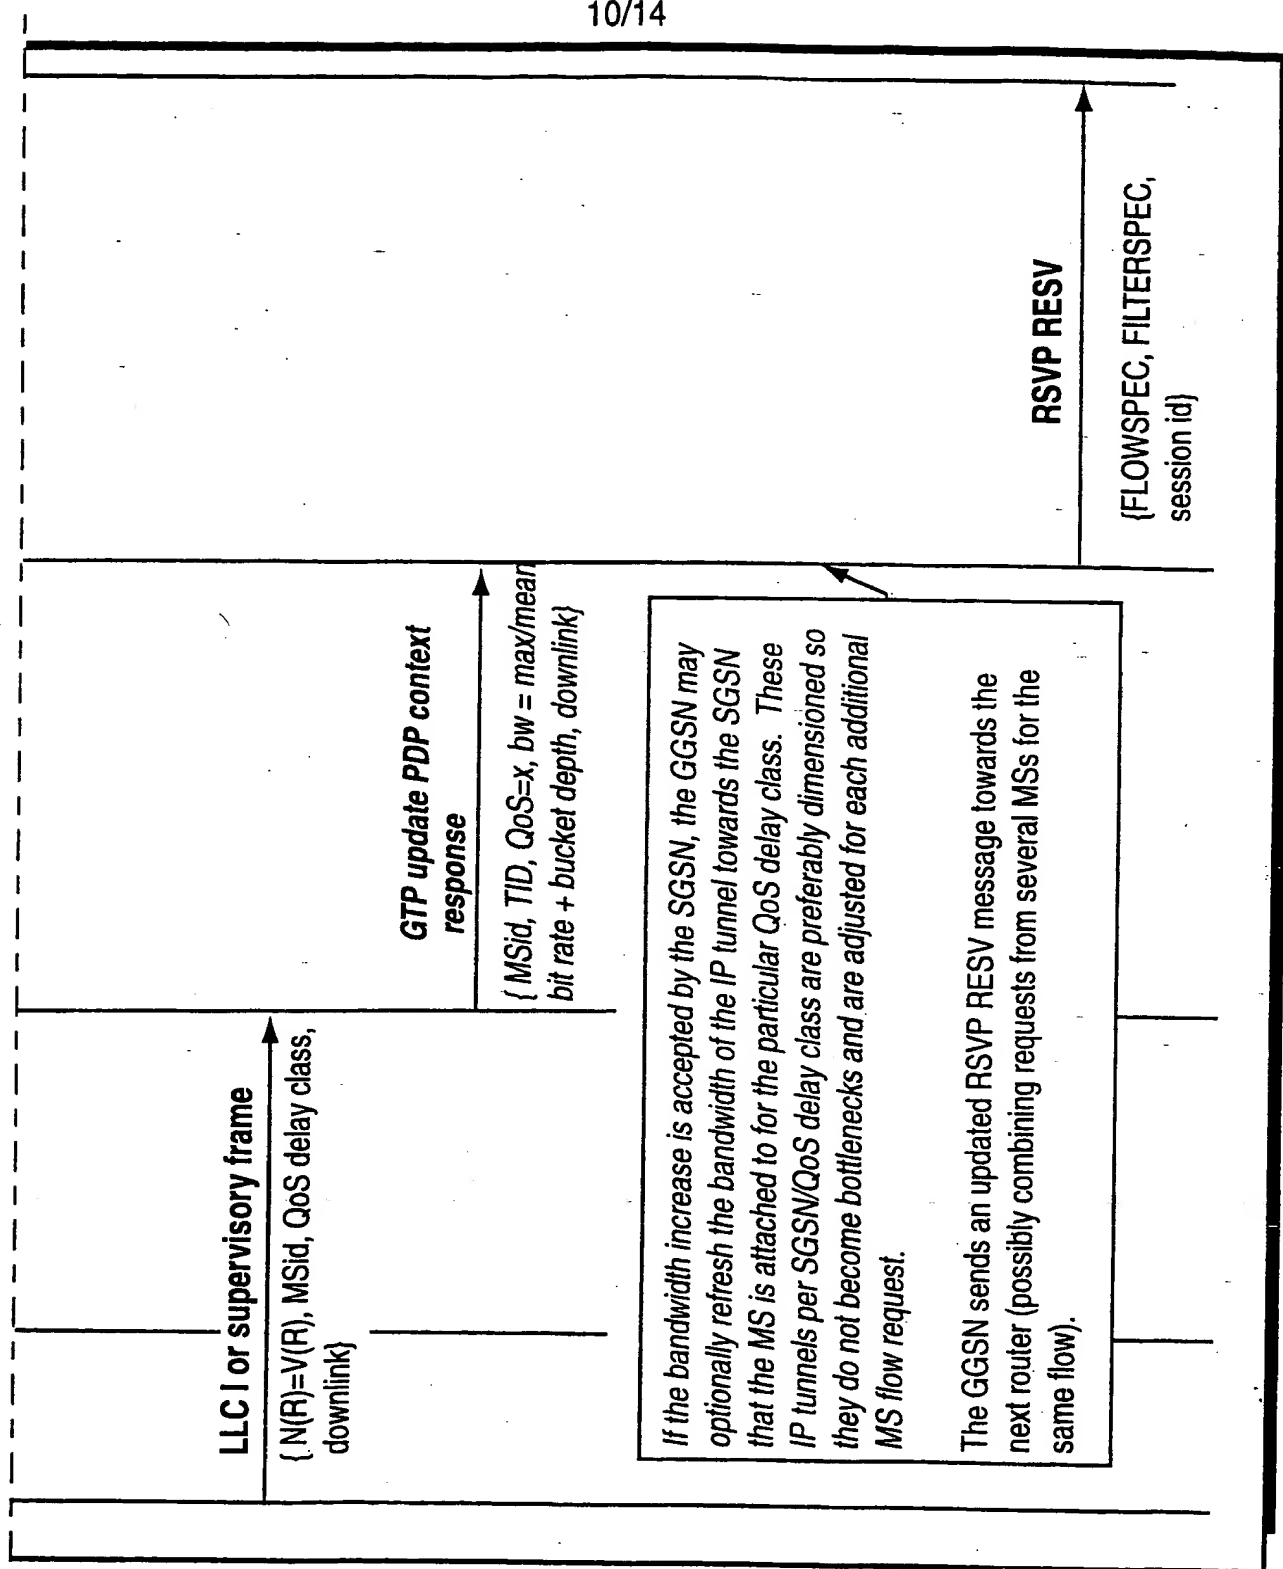 10/14
LLC I or supervisory frame
{ N(R)=V(R), MSid, QoS delay class,
downlink}
GTP update PDP context
response
{ MSid, TID, QoS=x, bw = max/mean
bit rate + bucket depth, downlink}
If the bandwidth increase is accepted by the SGSN, the GGSN may
optionally refresh the bandwidth of the IP tunnel towards the SGSN
that the MS is attached to for the particular QoS delay class. These
IP tunnels per SGSN/QoS delay class are preferably dimensioned so
they do not become bottlenecks and are adjusted for each additional
MS flow request.
The GGSN sends an updated RSVP RESV message towards the
next router (possibly combining requests from several MSs for the
same flow).
RSVP RESV
{FLOWSPEC, FILTERSPEC,
session id}